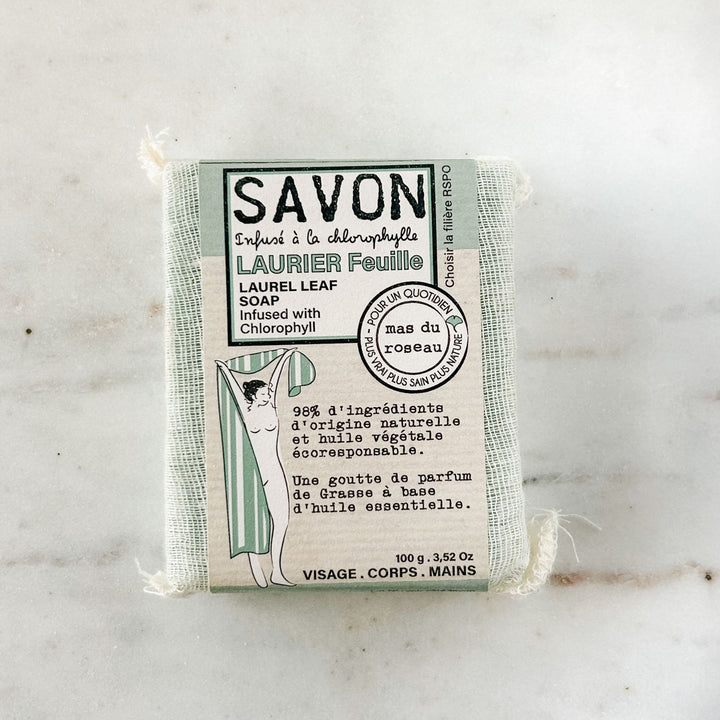 SAVON
Infusé à la chlorophylle
LAURIER Feuille
LAUREL LEAF
SOAP
Infused with
Chlorophyll
Choisir la filière RSPO
- POUR UN QUOTIDIEN -
PLUS VRAI PLUS SAIN PLUS NATURE
mas du
roseau
98% d'ingrédients
d'origine naturelle
et huile végétale
écoresponsable.
Une goutte de parfum
de Grasse à base
d'huile essentielle.
100 g . 3,52 Oz
VISAGE . CORPS . MAINS